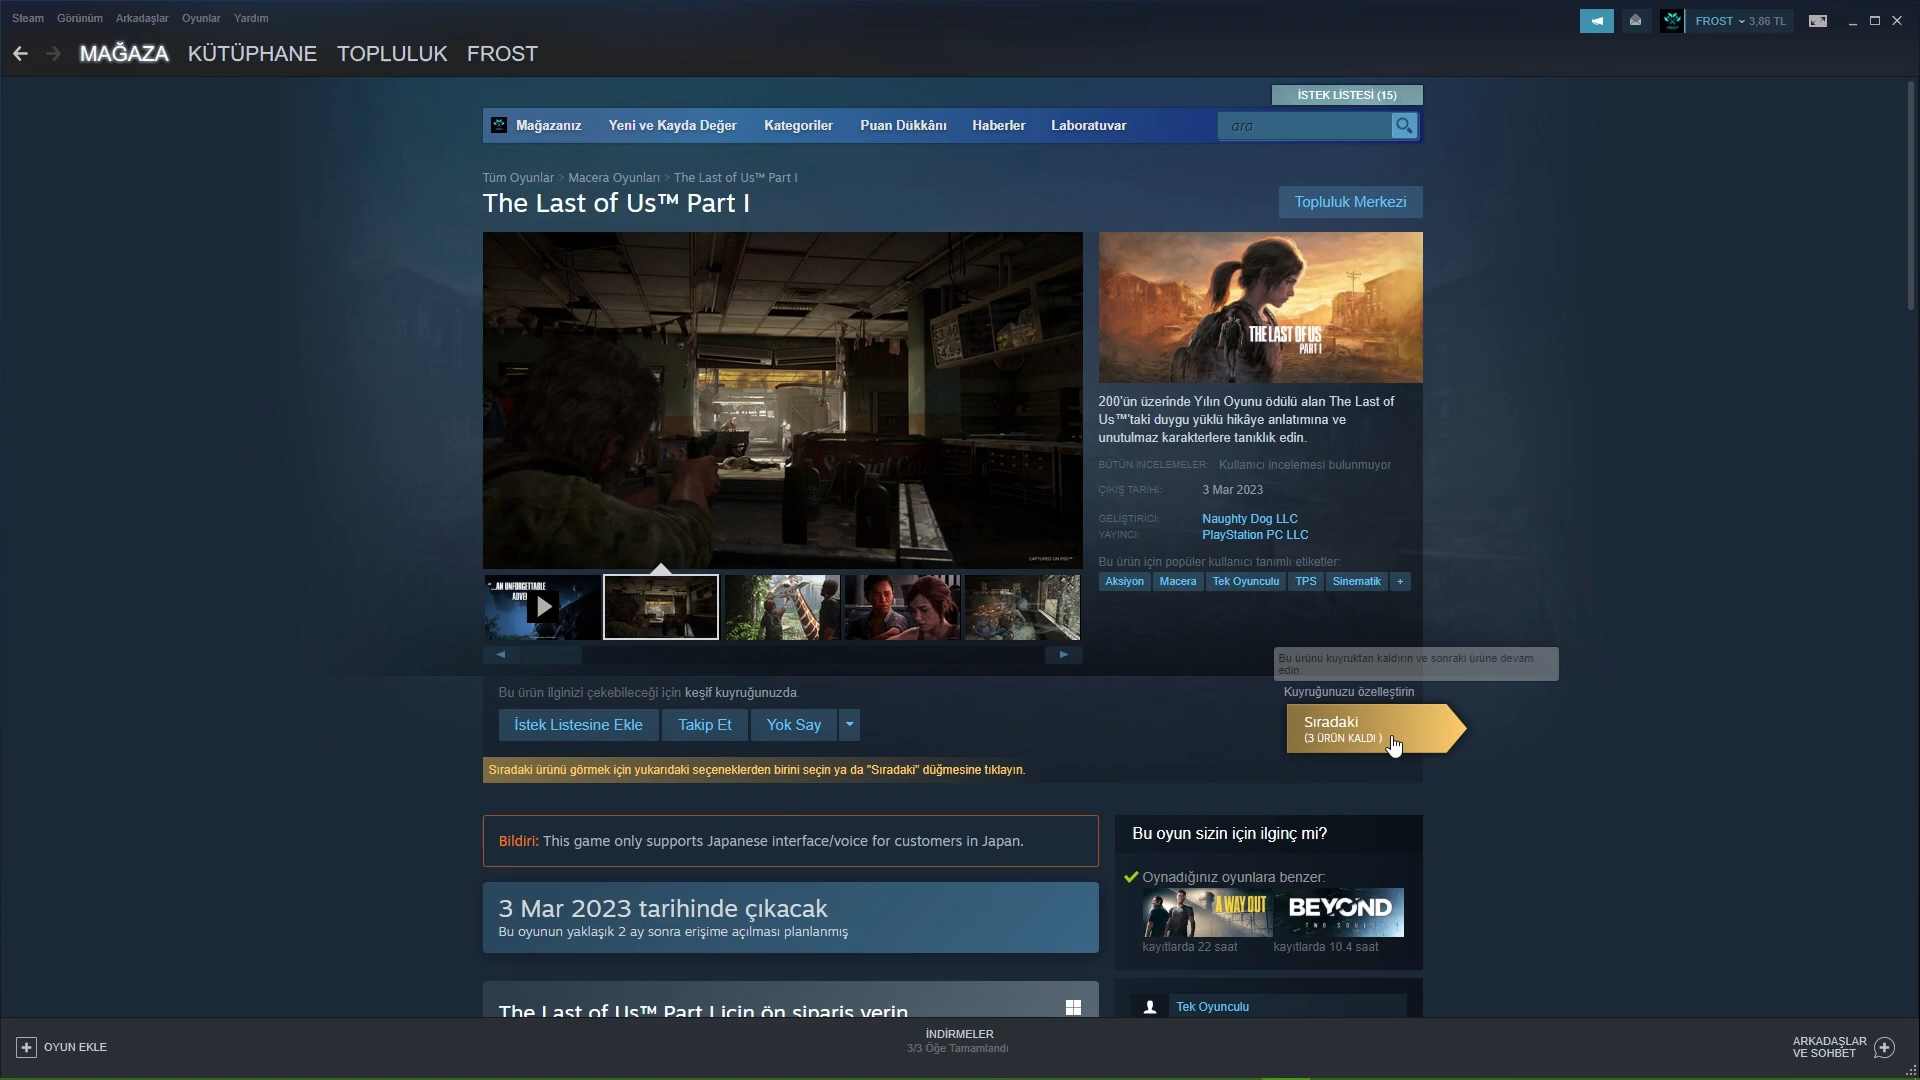 Steam Görünüm Arkadaşlar Oyunlar Yardım
FROST 3,86 TL
MAĞAZA KÜTÜPHANE TOPLULUK FROST
İSTEK LİSTESİ (15)
Mağazanız Yeni ve Kayda Değer Kategoriler Puan Dükkânı Haberler Laboratuvar ara
Tüm Oyunlar > Macera Oyunları > The Last of Us™ Part I
The Last of Us™ Part I
Topluluk Merkezi
THE LAST OF US
PART I
CAPTURED ON PS5™
200'ün üzerinde Yılın Oyunu ödülü alan The Last of
Us™'taki duygu yüklü hikâye anlatımına ve
unutulmaz karakterlere tanıklık edin.
BÜTÜN İNCELEMELER: Kullanıcı incelemesi bulunmuyor
ÇIKIŞ TARİHİ: 3 Mar 2023
GELİŞTİRİCİ: Naughty Dog LLC
YAYINCI: PlayStation PC LLC
Bu ürün için popüler kullanıcı tanımlı etiketler:
Aksiyon Macera Tek Oyunculu TPS Sinematik +
...AN UNFORGETTABLE
Bu ürünü kuyruktan kaldırın ve sonraki ürüne devam
edin
Bu ürün ilginizi çekebileceği için keşif kuyruğunuzda.
Kuyruğunuzu özelleştirin
İstek Listesine Ekle Takip Et Yok Say
Sıradaki
(3 ÜRÜN KALDI )
Sıradaki ürünü görmek için yukarıdaki seçeneklerden birini seçin ya da "Sıradaki" düğmesine tıklayın.
Bildiri: This game only supports Japanese interface/voice for customers in Japan.
Bu oyun sizin için ilginç mi?
Oynadığınız oyunlara benzer:
A WAY OUT
BEYOND
TWO SOULS
kayıtlarda 22 saat kayıtlarda 10.4 saat
3 Mar 2023 tarihinde çıkacak
Bu oyunun yaklaşık 2 ay sonra erişime açılması planlanmış
The Last of Us™ Part I için ön sipariş verin
Tek Oyunculu
OYUN EKLE
İNDİRMELER
3/3 Öğe Tamamlandı
ARKADAŞLAR
VE SOHBET